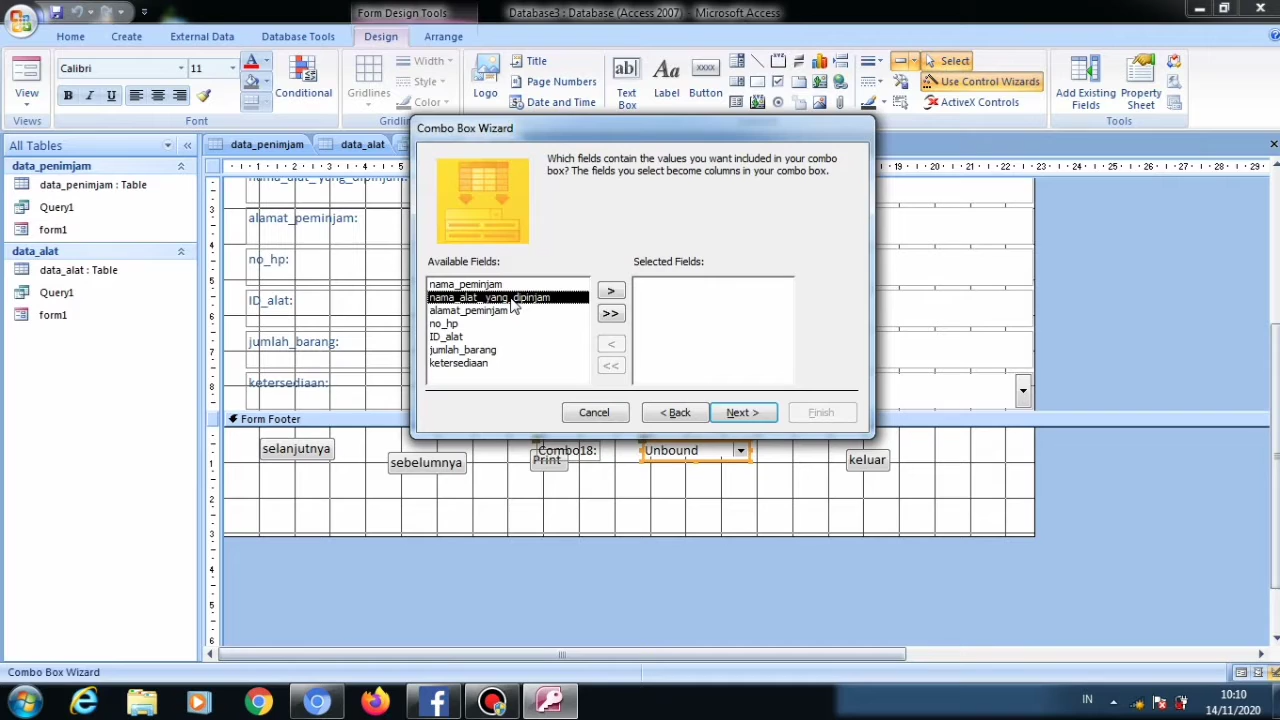 Form Design Tools
Database3 : Database (Access 2007) - Microsoft Access
Home Create External Data Database Tools Design Arrange
View
Views
Calibri 11
B I U
Font
Conditional
Gridlines
Width
Style
Color
Logo
Title
Page Numbers
Date and Time
ab|
Text Box
Aa
Label
xxxx
Button
Select
Use Control Wizards
ActiveX Controls
Add Existing Fields
Property Sheet
Tools
All Tables
data_penimjam
data_penimjam : Table
Query1
form1
data_alat
data_alat : Table
Query1
form1
data_penimjam data_alat
alamat_peminjam:
no_hp:
ID_alat:
jumlah_barang:
ketersediaan:
Form Footer
selanjutnya
sebelumnya
Combo18:
Print
Unbound
keluar
Combo Box Wizard
Which fields contain the values you want included in your combo
box? The fields you select become columns in your combo box.
Available Fields:
Selected Fields:
nama_peminjam
nama_alat_ yang_dipinjam
alamat_peminjam
no_hp
ID_alat
jumlah_barang
ketersediaan
>
>>
<
<<
Cancel
< Back
Next >
Finish
Combo Box Wizard
IN
10:10
14/11/2020